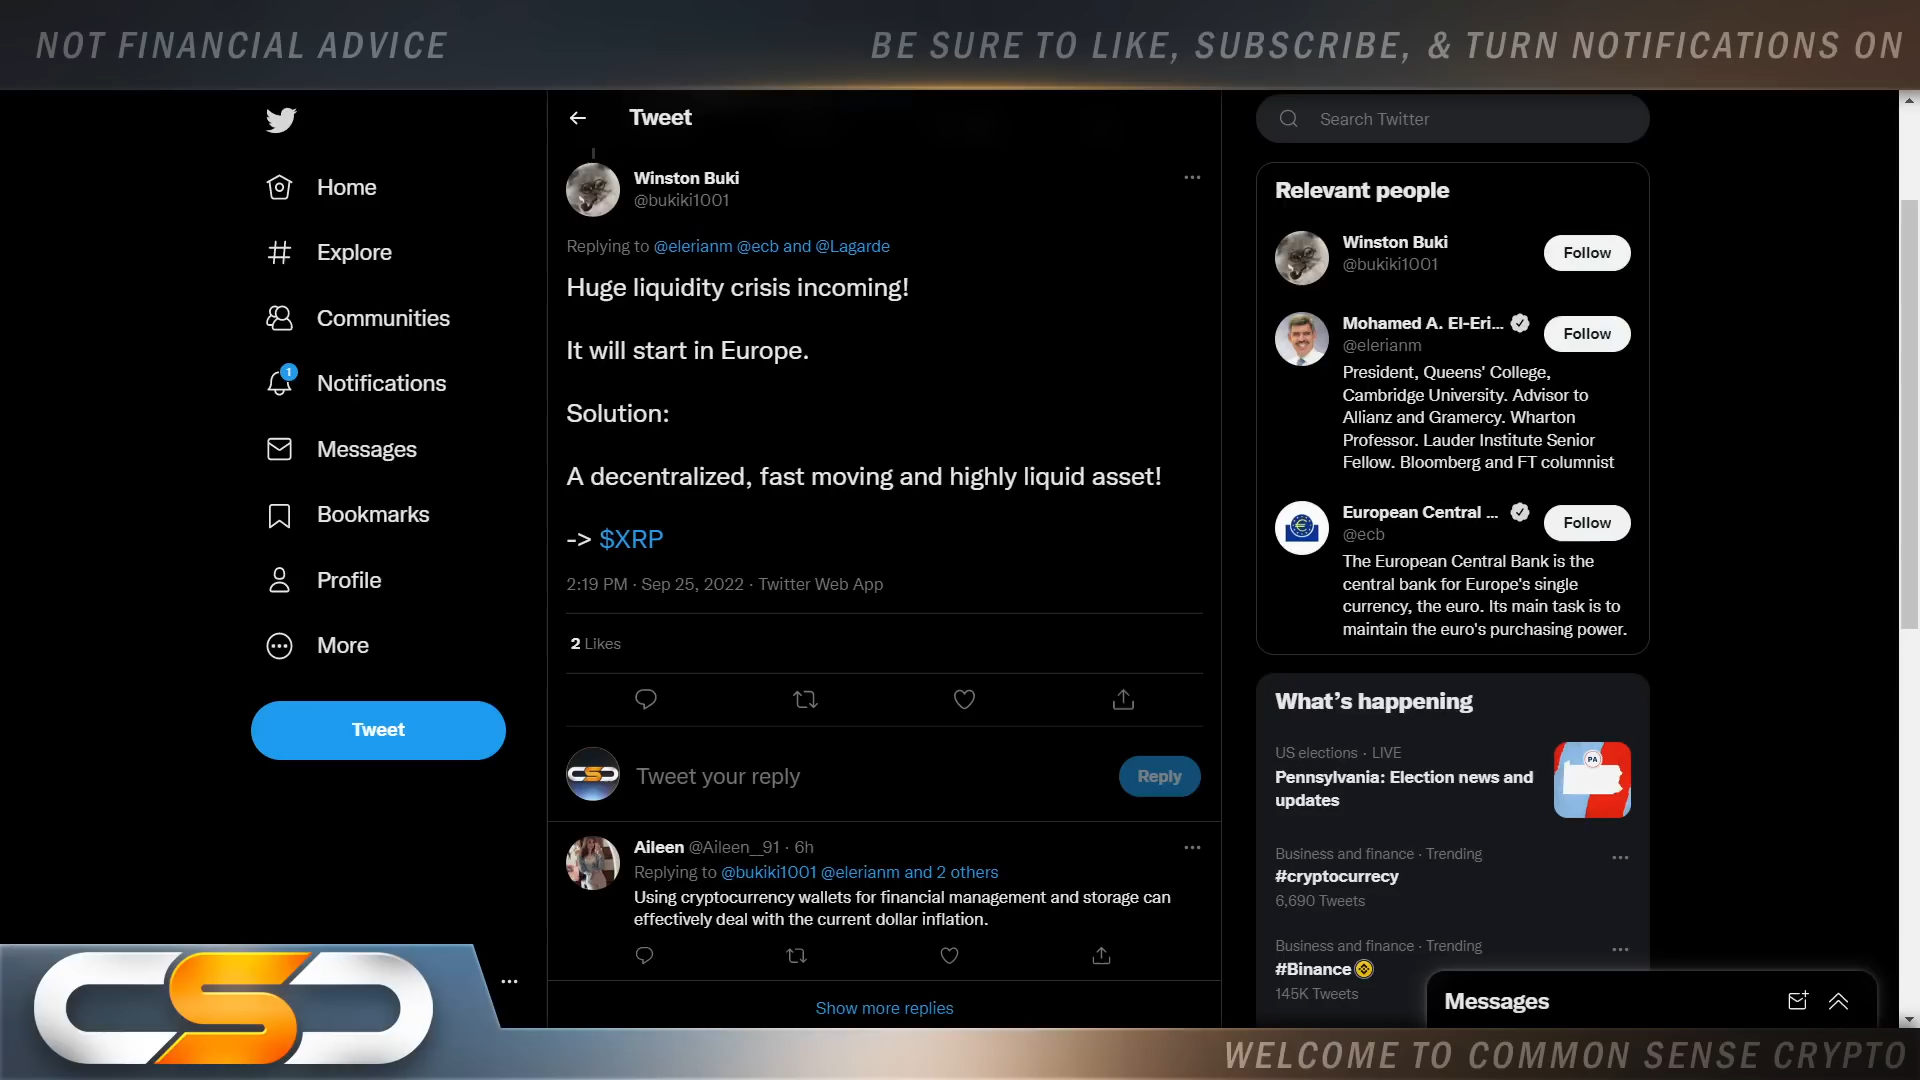 NOT FINANCIAL ADVICE
BE SURE TO LIKE, SUBSCRIBE, & TURN NOTIFICATIONS ON
Home
Explore
Communities
1
Notifications
Messages
Bookmarks
Profile
More
Tweet
Tweet
Winston Buki
@bukiki1001
Replying to @elerianm @ecb and @Lagarde
Huge liquidity crisis incoming!
It will start in Europe.
Solution:
A decentralized, fast moving and highly liquid asset!
-> $XRP
2:19 PM · Sep 25, 2022 · Twitter Web App
2 Likes
CSC
Tweet your reply
Reply
Aileen @Aileen__91 · 6h
Replying to @bukiki1001 @elerianm and 2 others
Using cryptocurrency wallets for financial management and storage can
effectively deal with the current dollar inflation.
Show more replies
Search Twitter
Relevant people
Winston Buki
@bukiki1001
Follow
Mohamed A. El-Eri...
@elerianm
Follow
President, Queens' College,
Cambridge University. Advisor to
Allianz and Gramercy. Wharton
Professor. Lauder Institute Senior
Fellow. Bloomberg and FT columnist
European Central ...
@ecb
Follow
The European Central Bank is the
central bank for Europe's single
currency, the euro. Its main task is to
maintain the euro's purchasing power.
What's happening
US elections · LIVE
Pennsylvania: Election news and
updates
PA
Business and finance · Trending
#cryptocurrecy
6,690 Tweets
Business and finance · Trending
#Binance
145K Tweets
Messages
CSC
WELCOME TO COMMON SENSE CRYPTO